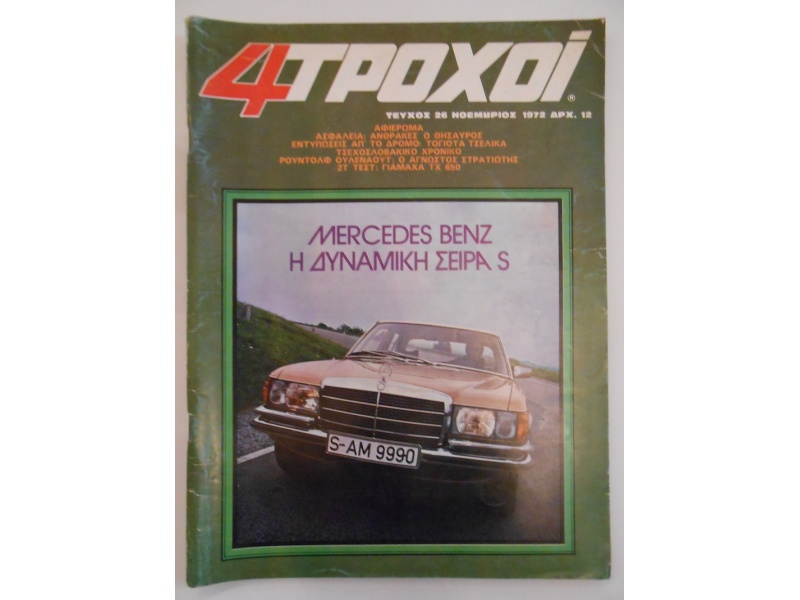 4ΤΡΟΧΟί
®
ΤΕΥΧΟΣ 26 ΝΟΕΜΒΡΙΟΣ 1972 ΔΡΧ. 12
ΑΦΙΕΡΩΜΑ
ΑΣΦΑΛΕΙΑ: ΑΝΘΡΑΚΕΣ Ο ΘΗΣΑΥΡΟΣ
ΕΝΤΥΠΩΣΕΙΣ ΑΠ ΤΟ ΔΡΟΜΟ: ΤΟΓΙΟΤΑ ΤΣΕΛΙΚΑ
ΤΣΕΧΟΣΛΟΒΑΚΙΚΟ ΧΡΟΝΙΚΟ
ΡΟΥΝΤΟΛΦ ΟΥΛΕΝΑΟΥΤ: Ο ΑΓΝΩΣΤΟΣ ΣΤΡΑΤΙΩΤΗΣ
2Τ ΤΕΣΤ: ΓΙΑΜΑΧΑ ΤΧ 650
MERCEDES BENZ
Η ΔΥΝΑΜΙΚΗ ΣΕΙΡΑ S
S-AM 9990